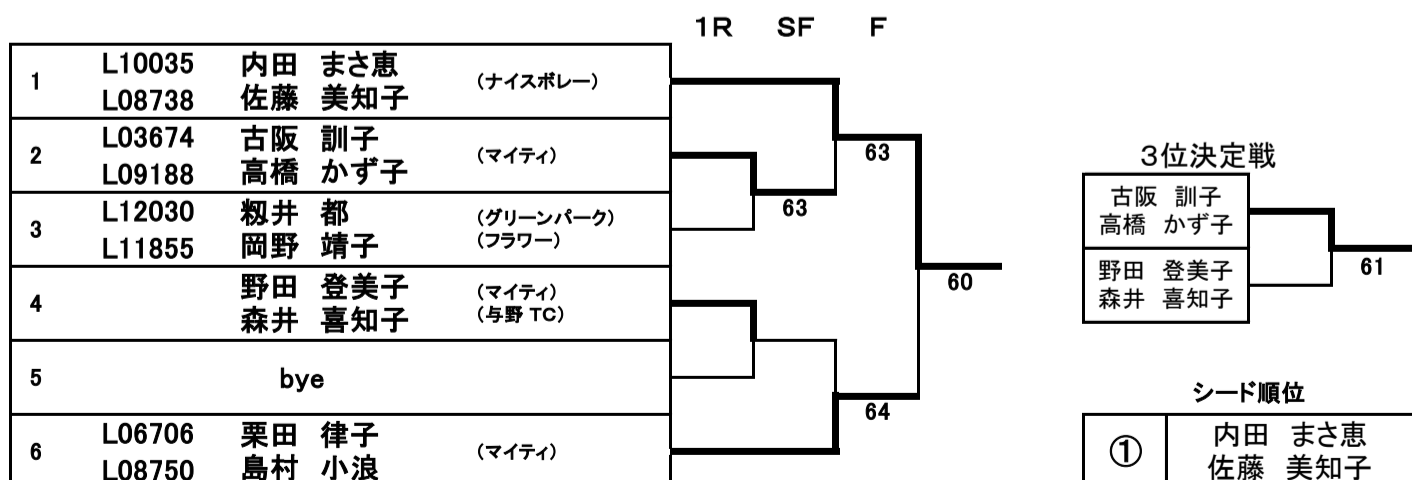 1R SF F
1 L10035 内田 まさ恵 (ナイスボレー)
L08738 佐藤 美知子
2 L03674 古阪 訓子 (マイティ)
L09188 高橋 かず子
3 L12030 籾井 都 (グリーンパーク)
L11855 岡野 靖子 (フラワー)
4 野田 登美子 (マイティ)
森井 喜知子 (与野 TC)
5 bye
6 L06706 栗田 律子 (マイティ)
L08750 島村 小浪
63
63
60
64
3位決定戦
古阪 訓子
高橋 かず子
野田 登美子
森井 喜知子
61
シード順位
① 内田 まさ恵
佐藤 美知子